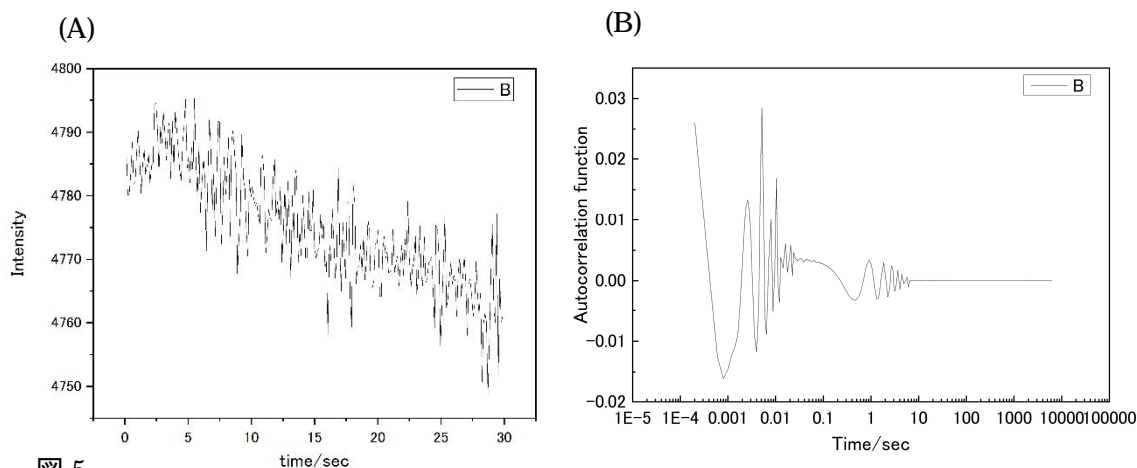 (A)
(B)
4800
4790
4780
4770
4760
4750
Intensity
0
5
10
15
20
25
30
time/sec
B
0.03
0.02
0.01
0.00
−0.01
−0.02
Autocorrelation function
1E-5 1E-4 0.001 0.01 0.1 1 10 100 1000 10000100000
Time/sec
B
図 5